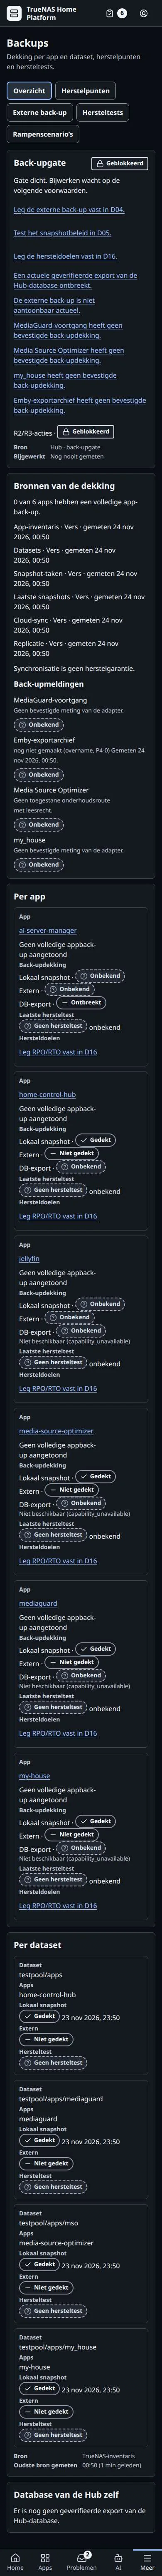 TrueNAS Home
Platform
6
Backups
Dekking per app en dataset, herstelpunten
en hersteltests.
Overzicht
Herstelpunten
Externe back-up
Hersteltests
Rampenscenario's
Back-upgate
Geblokkeerd
Gate dicht. Bijwerken wacht op de
volgende voorwaarden.
Leg de externe back-up vast in D04.
Test het snapshotbeleid in D05.
Leg de hersteldoelen vast in D16.
Een actuele geverifieerde export van de
Hub-database ontbreekt.
De externe back-up is niet
aantoonbaar actueel.
MediaGuard-voortgang heeft geen
bevestigde back-updekking.
Media Source Optimizer heeft geen
bevestigde back-updekking.
my_house heeft geen bevestigde
back-updekking.
Emby-exportarchief heeft geen bevestigde
back-updekking.
R2/R3-acties · Geblokkeerd
Bron Hub · back-upgate
Bijgewerkt Nog nooit gemeten
Bronnen van de dekking
0 van 6 apps hebben een volledige app-
back-up.
App-inventaris · Vers · gemeten 24 nov
2026, 00:50
Datasets · Vers · gemeten 24 nov
2026, 00:50
Snapshot-taken · Vers · gemeten 24 nov
2026, 00:50
Laatste snapshots · Vers · gemeten 24 nov
2026, 00:50
Cloud-sync · Vers · gemeten 24 nov
2026, 00:50
Replicatie · Vers · gemeten 24 nov
2026, 00:50
Synchronisatie is geen herstelgarantie.
Back-upmeldingen
MediaGuard-voortgang
Geen bevestigde meting van de adapter.
Onbekend
Emby-exportarchief
nog niet gemaakt (overname, P4-0) Gemeten 24
nov 2026, 00:50.
Onbekend
Media Source Optimizer
Geen toegestane onderhoudsroute
met leesrecht.
Onbekend
my_house
Geen bevestigde meting van de adapter.
Onbekend
Per app
App
ai-server-manager
Geen volledige appback-
up aangetoond
Back-updekking
Lokaal snapshot · Onbekend
Extern · Onbekend
DB-export · Ontbreekt
Laatste hersteltest
Geen hersteltest onbekend
Hersteldoelen
Leg RPO/RTO vast in D16
App
home-control-hub
Geen volledige appback-
up aangetoond
Back-updekking
Lokaal snapshot · Gedekt
Extern · Niet gedekt
DB-export · Onbekend
Laatste hersteltest
Geen hersteltest onbekend
Hersteldoelen
Leg RPO/RTO vast in D16
App
jellyfin
Geen volledige appback-
up aangetoond
Back-updekking
Lokaal snapshot · Onbekend
Extern · Onbekend
DB-export · Onbekend
Niet beschikbaar (capability_unavailable)
Laatste hersteltest
Geen hersteltest onbekend
Hersteldoelen
Leg RPO/RTO vast in D16
App
media-source-optimizer
Geen volledige appback-
up aangetoond
Back-updekking
Lokaal snapshot · Gedekt
Extern · Niet gedekt
DB-export · Onbekend
Niet beschikbaar (capability_unavailable)
Laatste hersteltest
Geen hersteltest onbekend
Hersteldoelen
Leg RPO/RTO vast in D16
App
mediaguard
Geen volledige appback-
up aangetoond
Back-updekking
Lokaal snapshot · Gedekt
Extern · Niet gedekt
DB-export · Onbekend
Niet beschikbaar (capability_unavailable)
Laatste hersteltest
Geen hersteltest onbekend
Hersteldoelen
Leg RPO/RTO vast in D16
App
my-house
Geen volledige appback-
up aangetoond
Back-updekking
Lokaal snapshot · Gedekt
Extern · Niet gedekt
DB-export · Onbekend
Niet beschikbaar (capability_unavailable)
Laatste hersteltest
Geen hersteltest onbekend
Hersteldoelen
Leg RPO/RTO vast in D16
Per dataset
Dataset
testpool/apps
Apps
home-control-hub
Lokaal snapshot
Gedekt 23 nov 2026, 23:50
Extern
Niet gedekt
Hersteltest
Geen hersteltest
Dataset
testpool/apps/mediaguard
Apps
mediaguard
Lokaal snapshot
Gedekt 23 nov 2026, 23:50
Extern
Niet gedekt
Hersteltest
Geen hersteltest
Dataset
testpool/apps/mso
Apps
media-source-optimizer
Lokaal snapshot
Gedekt 23 nov 2026, 23:50
Extern
Niet gedekt
Hersteltest
Geen hersteltest
Dataset
testpool/apps/my_house
Apps
my-house
Lokaal snapshot
Gedekt 23 nov 2026, 23:50
Extern
Niet gedekt
Hersteltest
Geen hersteltest
Bron TrueNAS-inventaris
Oudste bron gemeten 00:50 (1 min geleden)
Database van de Hub zelf
Er is nog geen geverifieerde export van de
Hub-database.
2
Home Apps Problemen AI Meer